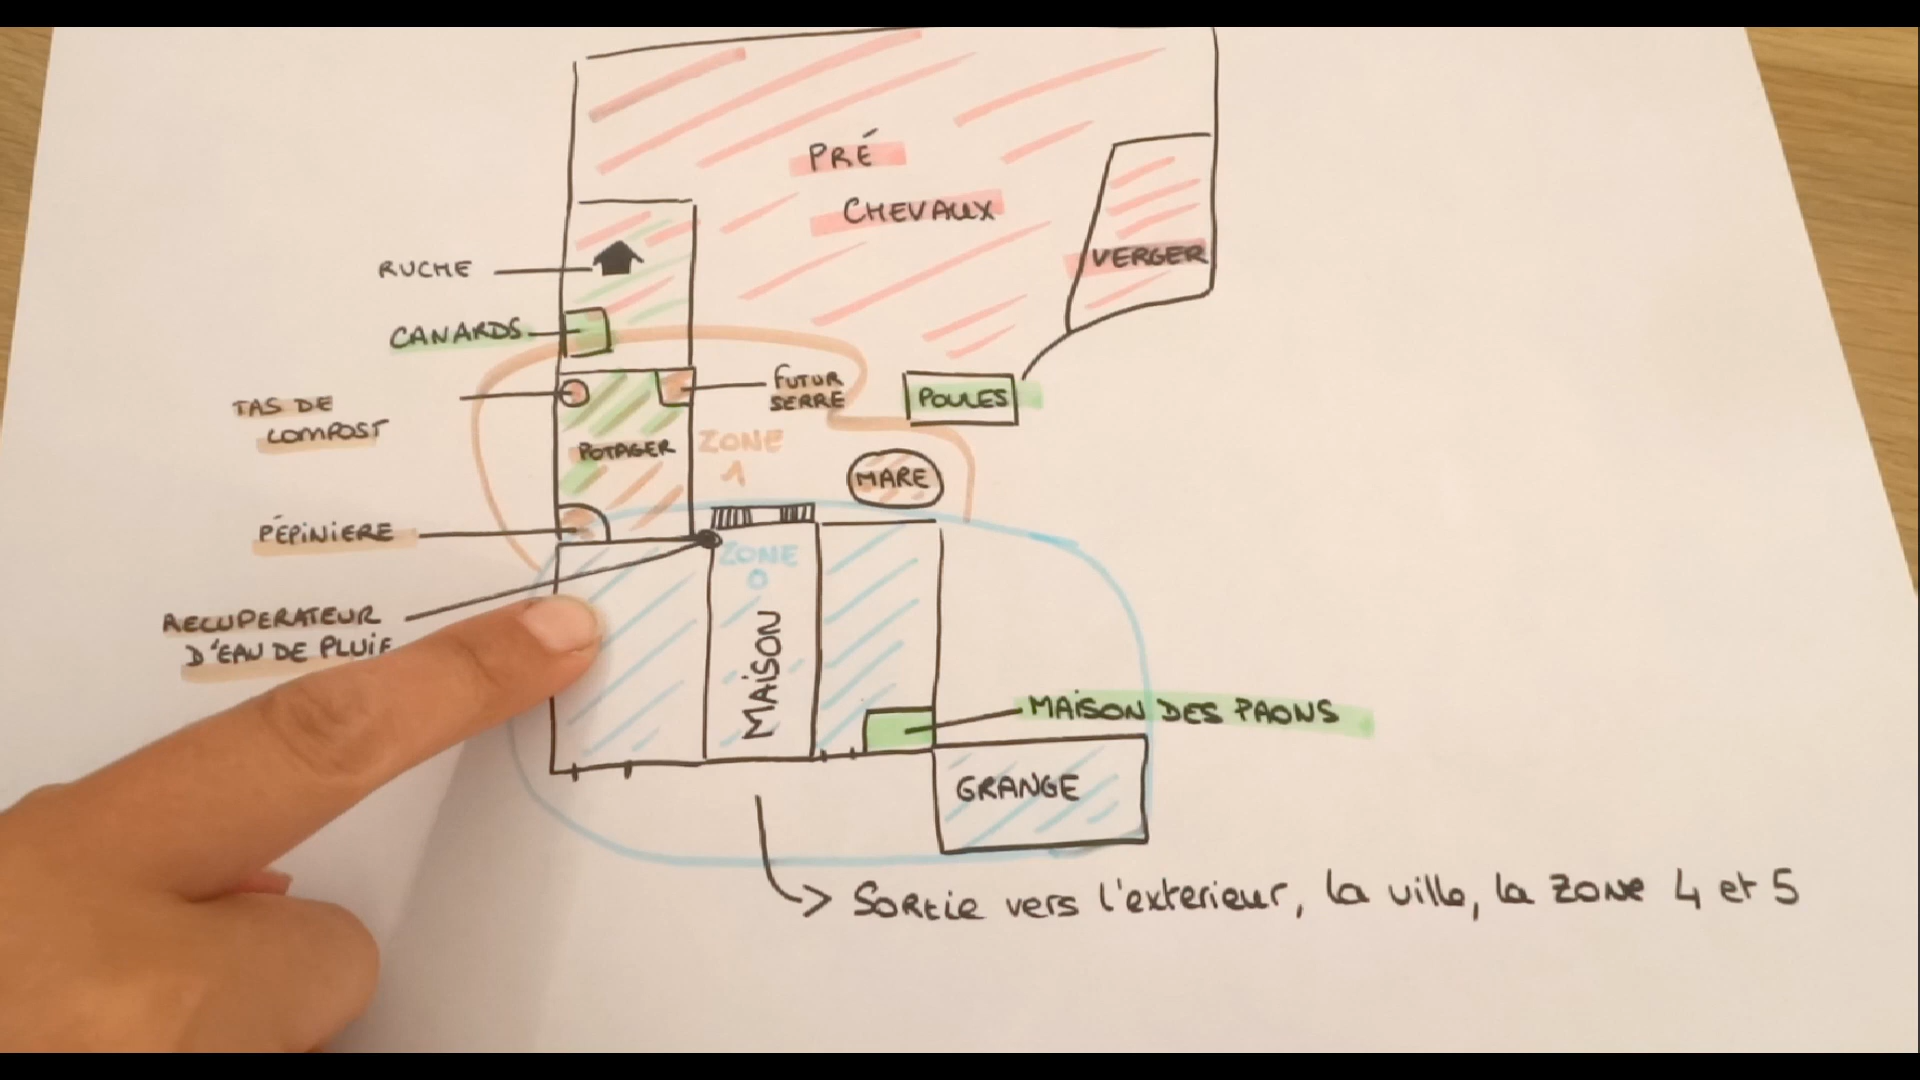 PRÉ
CHEVAUX
VERGER
RUCHE
CANARDS
TAS DE
COMPOST
FUTUR
SERRE
POULES
POTAGER
ZONE
1
MARE
PÉPINIERE
ZONE
0
RECUPERATEUR
D'EAU DE PLUIE
MAISON
MAISON DES PAONS
GRANGE
Sortie vers l'exterieur, la ville, la zone 4 et 5